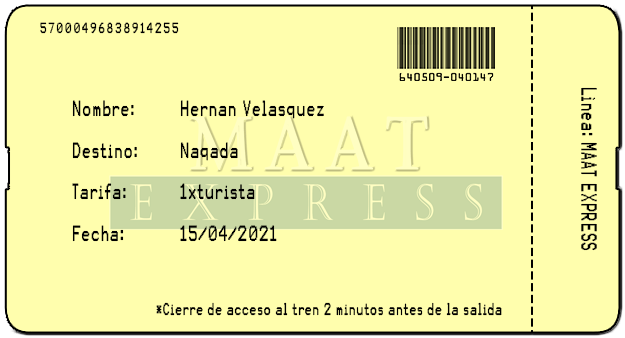 57000496838914255
640509-040147
Nombre: Hernan Velasquez
Destino: Naqada
Tarifa: 1xturista
Fecha: 15/04/2021
MAAT
EXPRESS
*Cierre de acceso al tren 2 minutos antes de la salida
Linea: MAAT EXPRESS